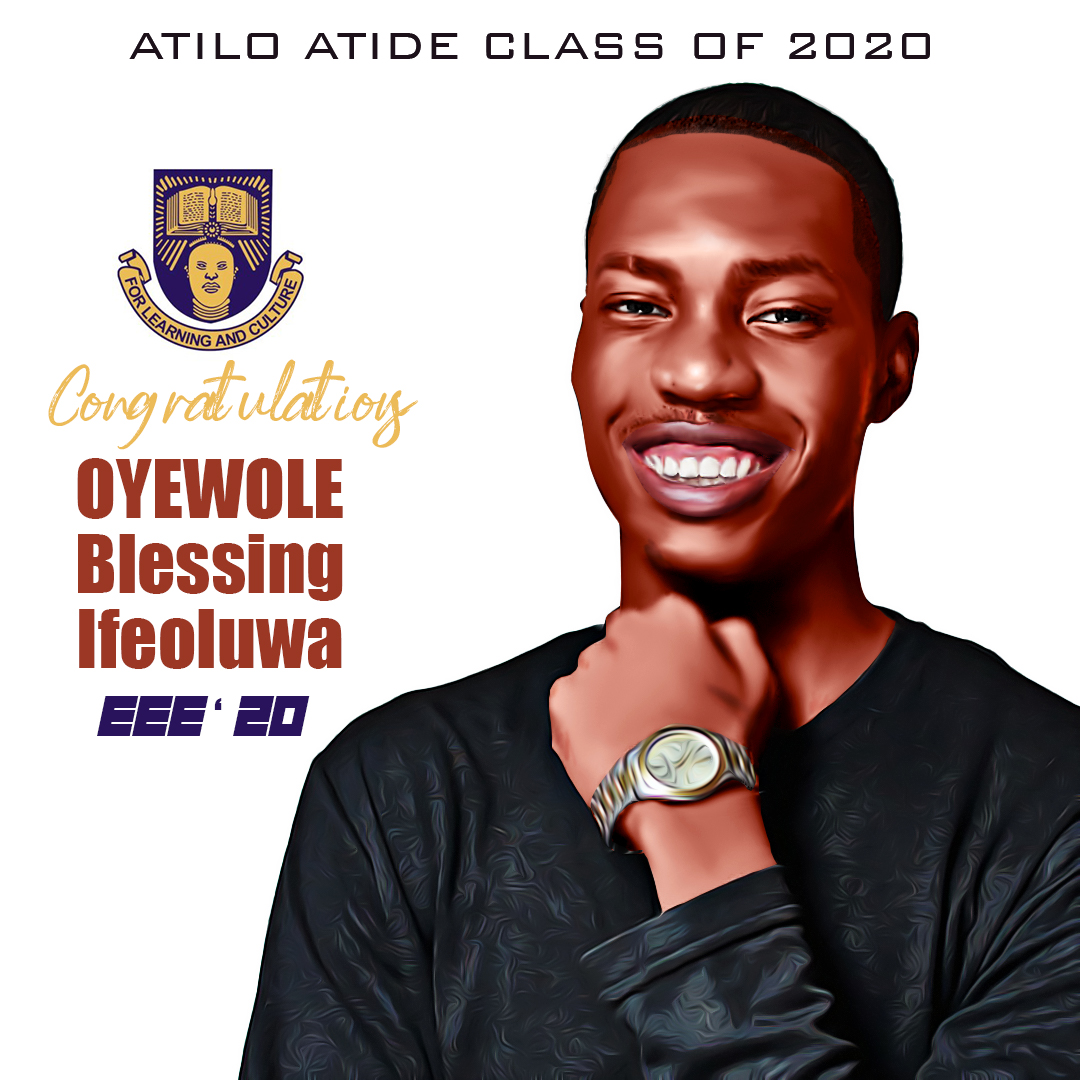 ATILO ATIDE CLASS OF 2020
FOR LEARNING AND CULTURE
Congratulations
OYEWOLE
Blessing
Ifeoluwa
EEE ‘ 20